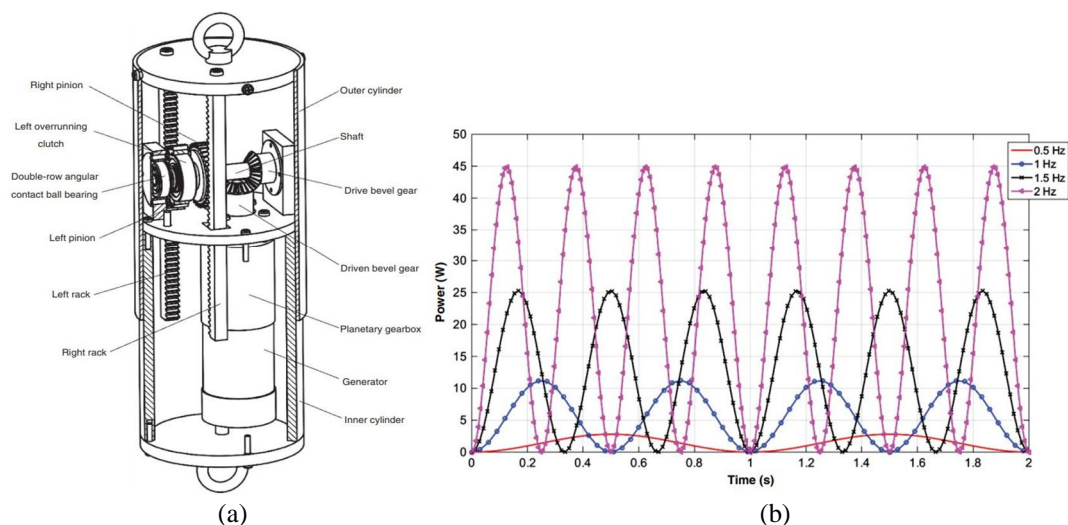 Right pinion
Left overrunning
clutch
Double-row angular
contact ball bearing
Left pinion
Left rack
Right rack
Outer cylinder
Shaft
Drive bevel gear
Driven bevel gear
Planetary gearbox
Generator
Inner cylinder
(a)
50
45
40
35
30
25
20
15
10
5
0
Power (W)
0 0.2 0.4 0.6 0.8 1 1.2 1.4 1.6 1.8 2
Time (s)
0.5 Hz
1 Hz
1.5 Hz
2 Hz
(b)